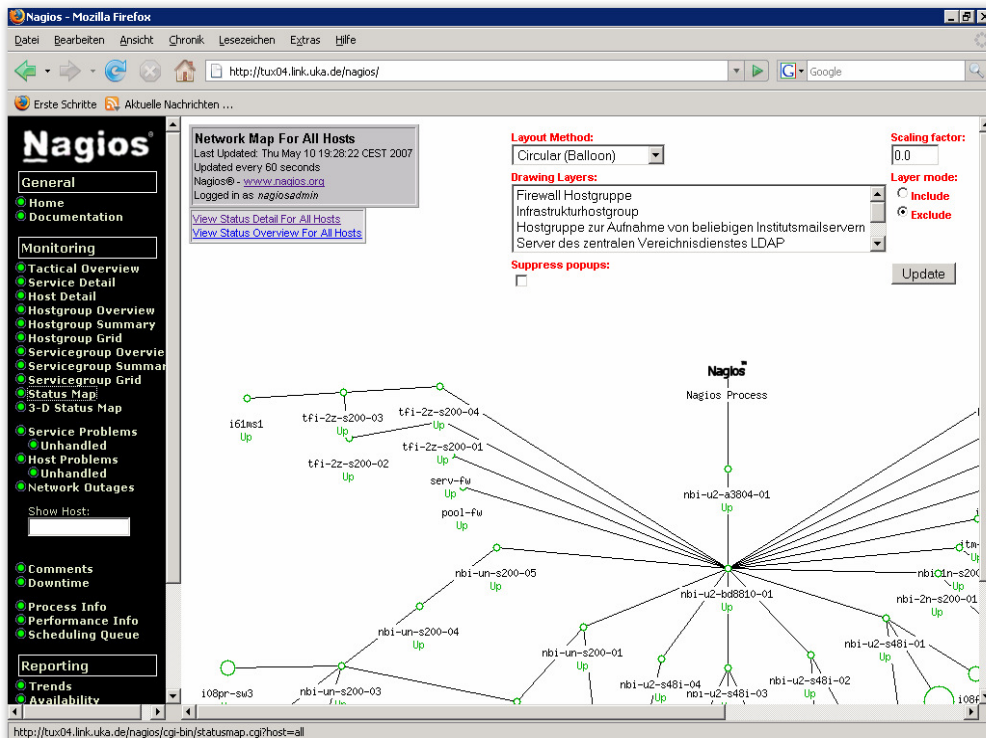 Nagios - Mozilla Firefox
Datei Bearbeiten Ansicht Chronik Lesezeichen Extras Hilfe
http://tux04.link.uka.de/nagios/
G Google
Erste Schritte Aktuelle Nachrichten ...
Nagios®
General
Home
Documentation
Monitoring
Tactical Overview
Service Detail
Host Detail
Hostgroup Overview
Hostgroup Summary
Hostgroup Grid
Servicegroup Overvie
Servicegroup Summar
Servicegroup Grid
Status Map
3-D Status Map
Service Problems
Unhandled
Host Problems
Unhandled
Network Outages
Show Host:
Comments
Downtime
Process Info
Performance Info
Scheduling Queue
Reporting
Trends
Availability
Network Map For All Hosts
Last Updated: Thu May 10 19:28:22 CEST 2007
Updated every 60 seconds
Nagios® - www.nagios.org
Logged in as nagiosadmin
View Status Detail For All Hosts
View Status Overview For All Hosts
Layout Method:
Circular (Balloon)
Drawing Layers:
Firewall Hostgruppe
Infrastrukturhostgroup
Hostgruppe zur Aufnahme von beliebigen Institutsmailservern
Server des zentralen Vereichnisdienstes LDAP
Suppress popups:
Scaling factor:
0.0
Layer mode:
Include
Exclude
Update
Nagios
Nagios Process
i61ms1
Up
tfi-2z-s200-03
Up
tfi-2z-s200-04
Up
tfi-2z-s200-02
Up
tfi-2z-s200-01
Up
serv-fw
Up
pool-fw
Up
nbi-u2-a3804-01
Up
nbi-un-s200-05
Up
nbi-u2-bd8810-01
Up
nbi-2n-s200-01
Up
nbi-un-s200-04
Up
nbi-un-s200-01
Up
nbi-u2-s48i-01
Up
nbi-u2-s48i-04
Up
nbi-u2-s48i-03
Up
nbi-u2-s48i-02
Up
i08pr-sw3
Up
nbi-un-s200-03
Up
http://tux04.link.uka.de/nagios/cgi-bin/statusmap.cgi?host=all